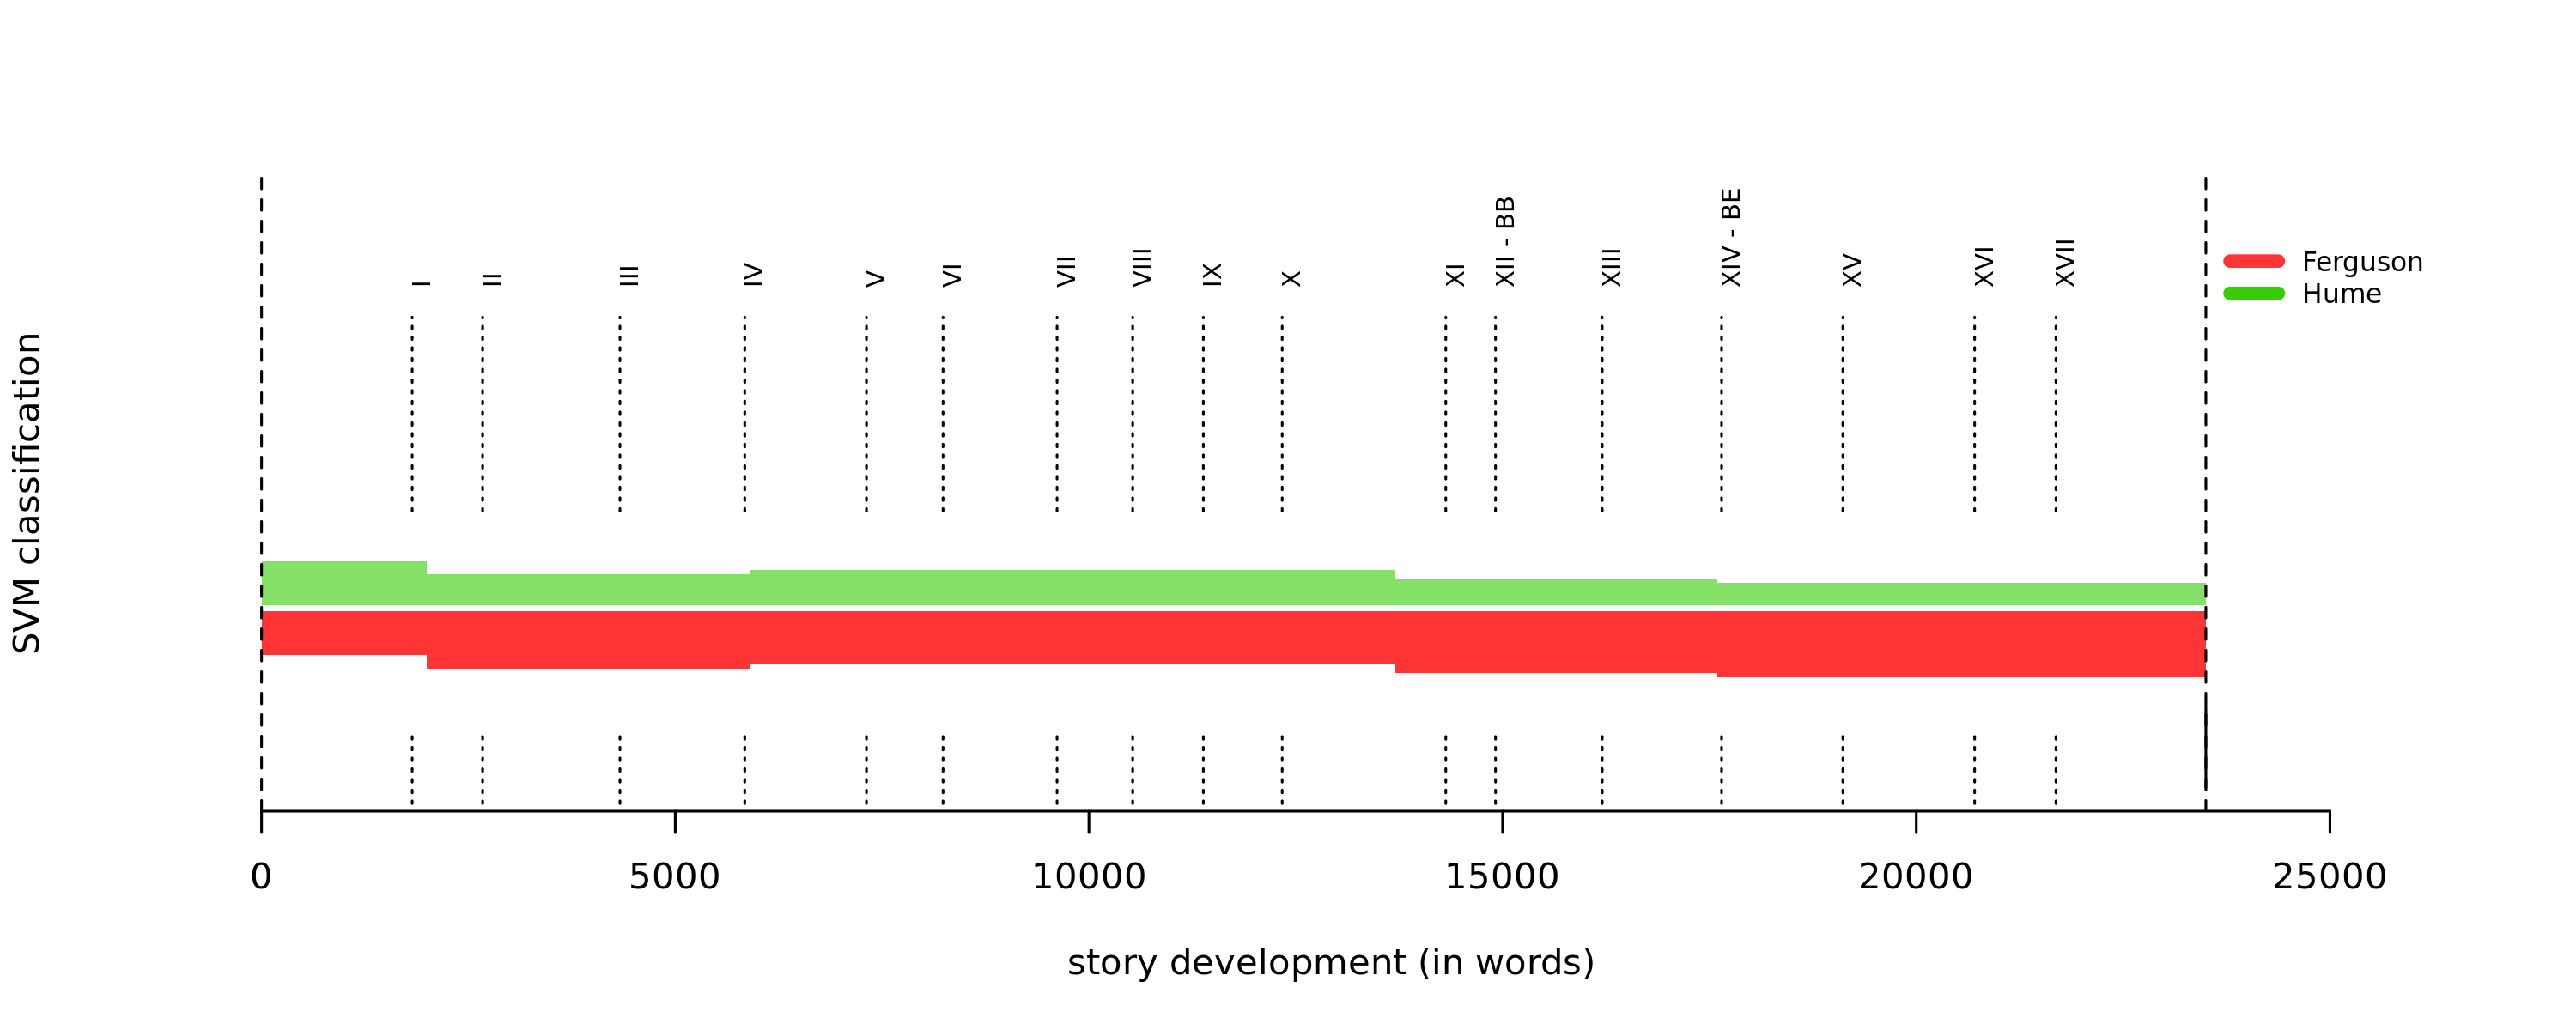 I
II
III
IV
V
VI
VII
VIII
IX
X
XI
XII - BB
XIII
XIV - BE
XV
XVI
XVII
Ferguson
Hume
SVM classification
0
5000
10000
15000
20000
25000
story development (in words)